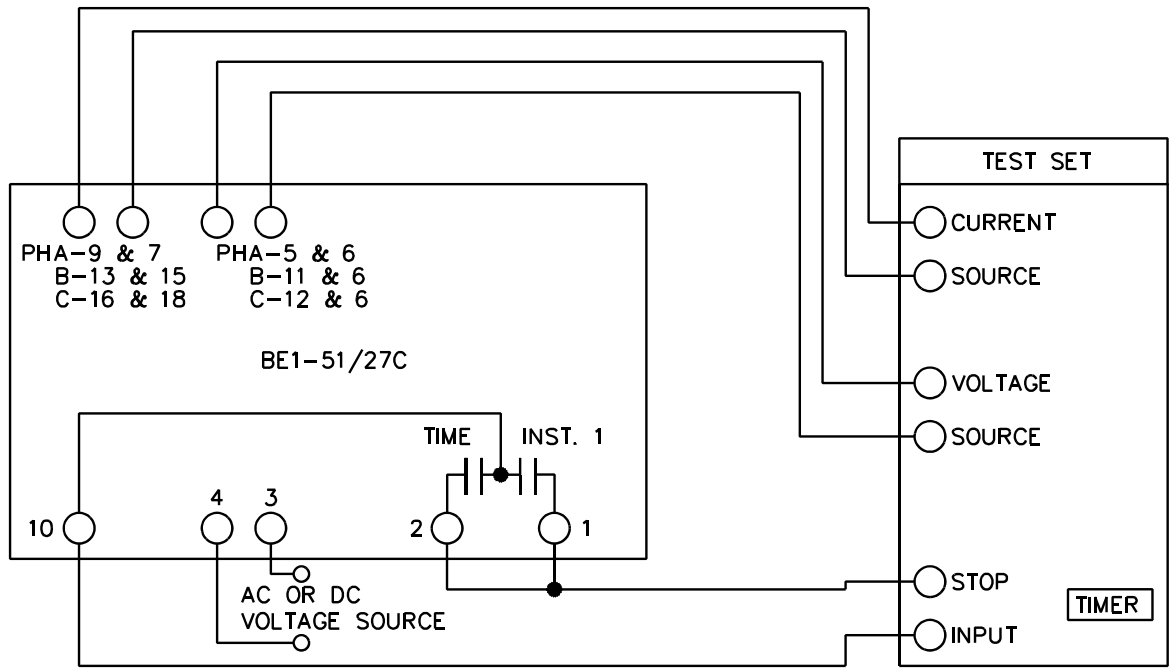 TEST SET
CURRENT
SOURCE
VOLTAGE
SOURCE
STOP
TIMER
INPUT
PHA-9 & 7
B-13 & 15
C-16 & 18
PHA-5 & 6
B-11 & 6
C-12 & 6
BE1-51/27C
TIME
INST. 1
10
4
3
2
1
AC OR DC
VOLTAGE SOURCE